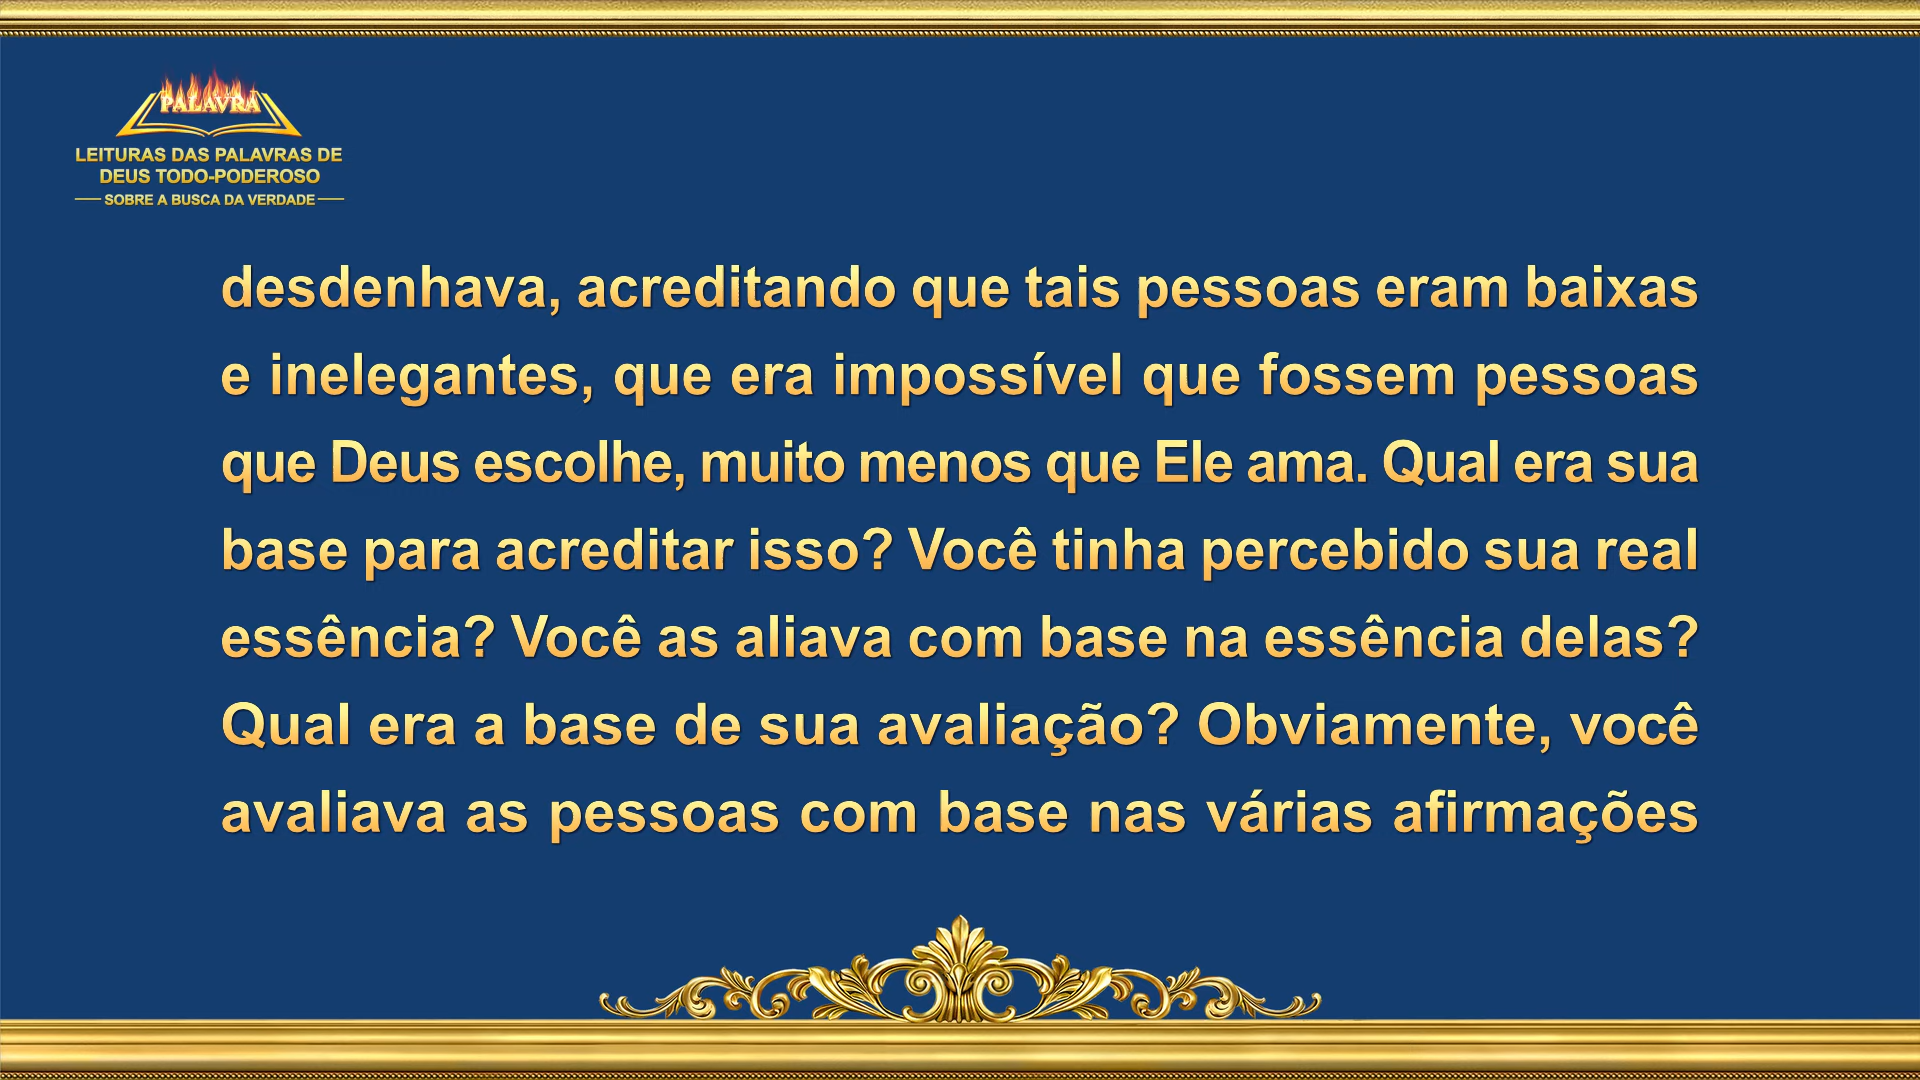 PALAVRA
LEITURAS DAS PALAVRAS DE
DEUS TODO-PODEROSO
SOBRE A BUSCA DA VERDADE
desdenhava, acreditando que tais pessoas eram baixas
e inelegantes, que era impossível que fossem pessoas
que Deus escolhe, muito menos que Ele ama. Qual era sua
base para acreditar isso? Você tinha percebido sua real
essência? Você as aliava com base na essência delas?
Qual era a base de sua avaliação? Obviamente, você
avaliava as pessoas com base nas várias afirmações